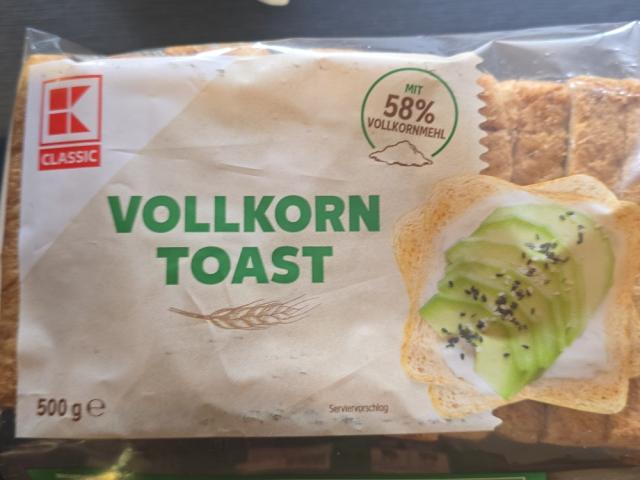 K
CLASSIC
MIT
58%
VOLLKORNMEHL
VOLLKORN
TOAST
500 g ℮
Serviervorschlag